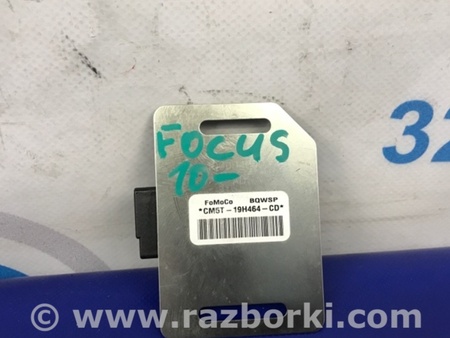 FOCUS
10-
FoMoCo BQWSP
*CM5T-19H464-CD*
32
© www.razborki.com